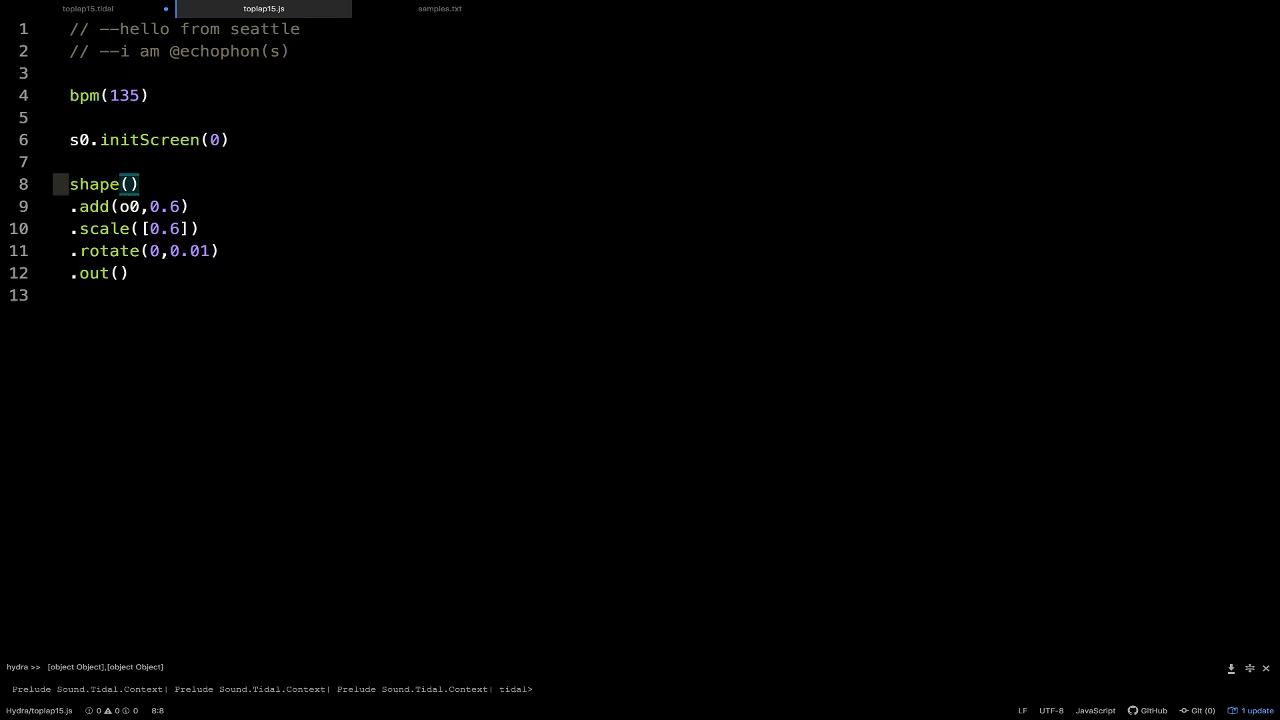 toplap15.tidal toplap15.js samples.txt
1 // --hello from seattle
2 // --i am @echophon(s)
3
4 bpm(135)
5
6 s0.initScreen(0)
7
8 shape()
9 .add(o0,0.6)
10 .scale([0.6])
11 .rotate(0,0.01)
12 .out()
13
hydra >> [object Object],[object Object]
Prelude Sound.Tidal.Context| Prelude Sound.Tidal.Context| Prelude Sound.Tidal.Context| tidal>
Hydra/toplap15.js 0 0 0 8:8 LF UTF-8 JavaScript GitHub Git (0) 1 update